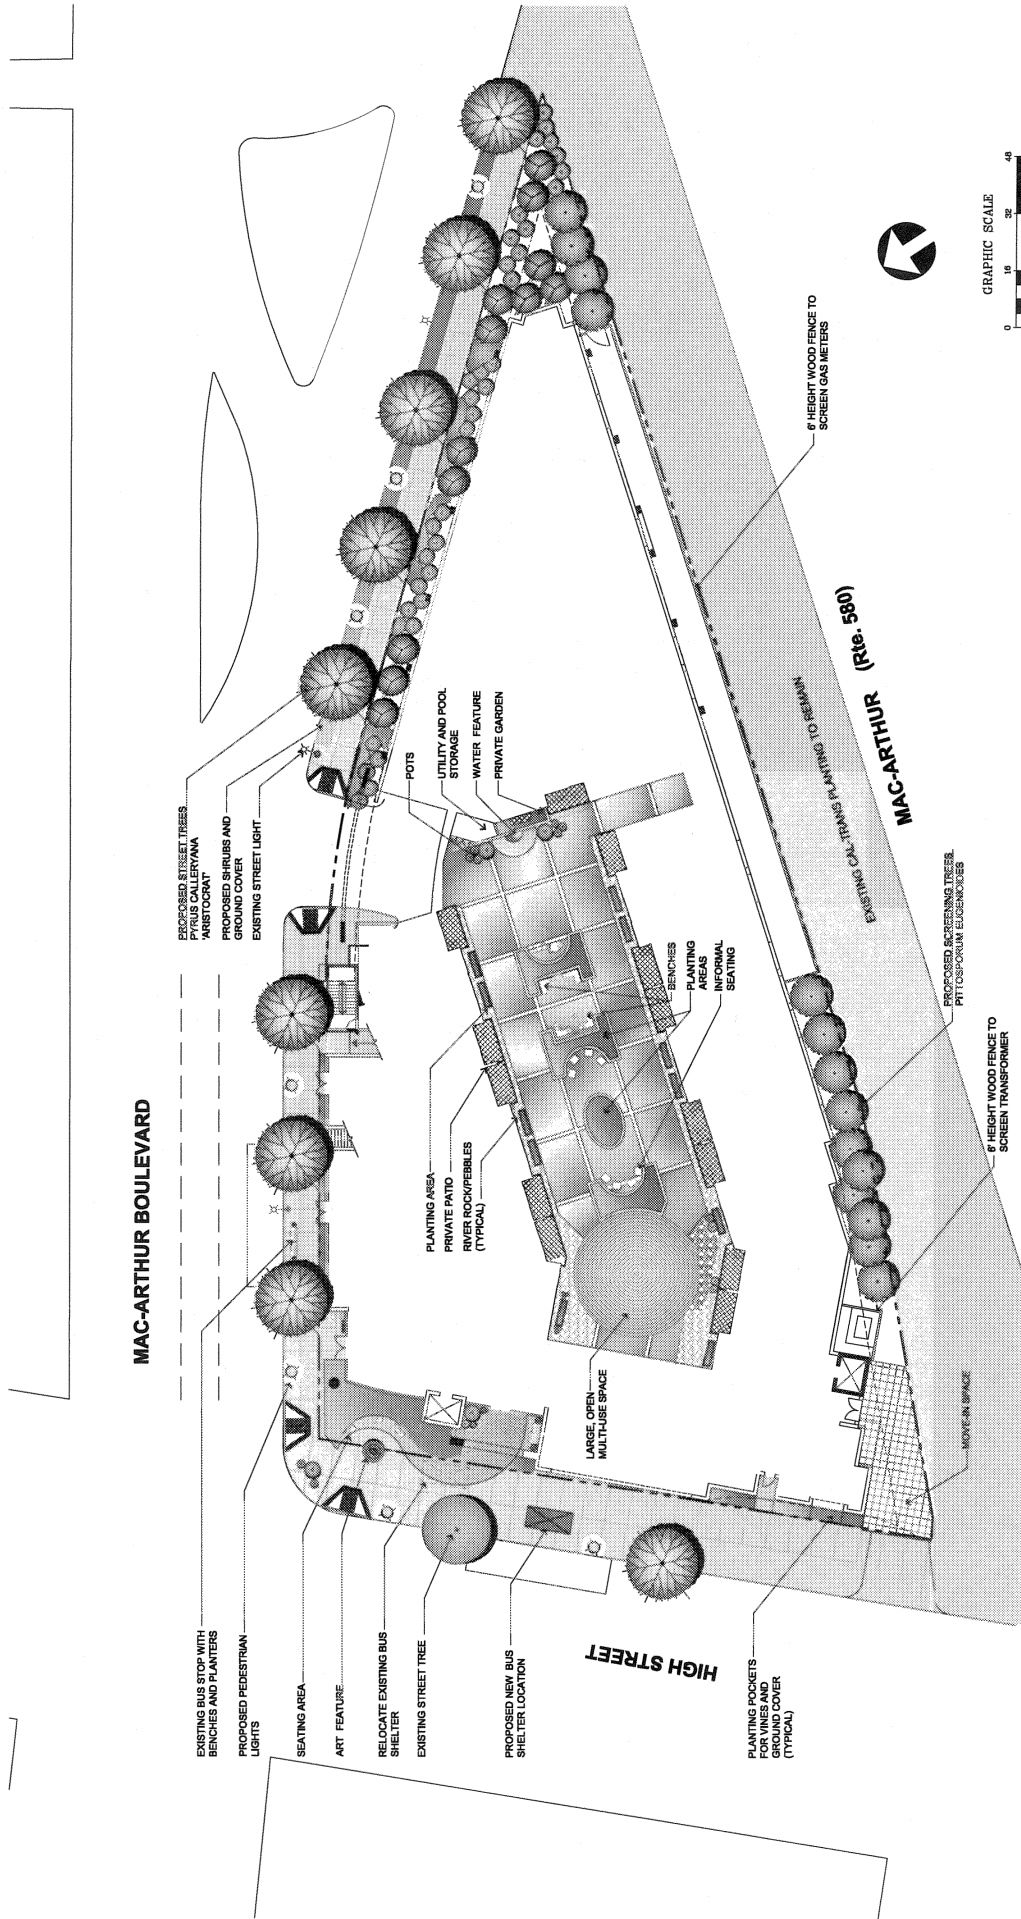 MAC-ARTHUR BOULEVARD
EXISTING BUS STOP WITH
BENCHES AND PLANTERS
PROPOSED PEDESTRIAN
LIGHTS
SEATING AREA
ART FEATURE
RELOCATE EXISTING BUS
SHELTER
EXISTING STREET TREE
PROPOSED NEW BUS
SHELTER LOCATION
HIGH STREET
PLANTING POCKETS
FOR VINES AND
GROUND COVER
(TYPICAL)
PROPOSED STREET TREES
PYRUS CALLERYANA
'ARISTOCRAT'
PROPOSED SHRUBS AND
GROUND COVER
EXISTING STREET LIGHT
PLANTING AREA
PRIVATE PATIO
RIVER ROCK/PEBBLES
(TYPICAL)
LARGE, OPEN
MULTI-USE SPACE
POTS
UTILITY AND POOL
STORAGE
WATER FEATURE
PRIVATE GARDEN
BENCHES
PLANTING
AREAS
INFORMAL
SEATING
6' HEIGHT WOOD FENCE TO
SCREEN GAS METERS
EXISTING CAL-TRANS PLANTING TO REMAIN
MAC-ARTHUR (Rte. 580)
PROPOSED SCREENING TREES
PITTOSPORUM EUGENIOIDES
6' HEIGHT WOOD FENCE TO
SCREEN TRANSFORMER
MOVE-IN SPACE
GRAPHIC SCALE
0 16 32 48